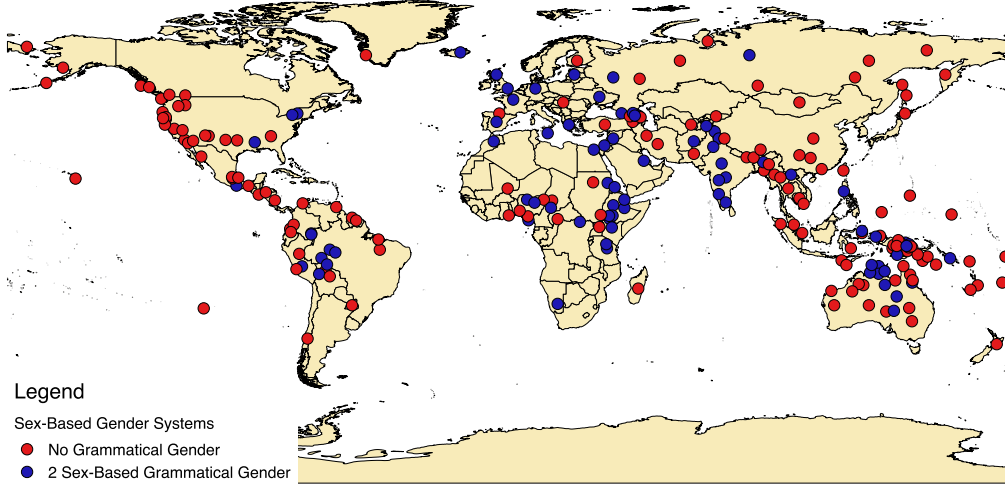 Legend
Sex-Based Gender Systems
No Grammatical Gender
2 Sex-Based Grammatical Gender